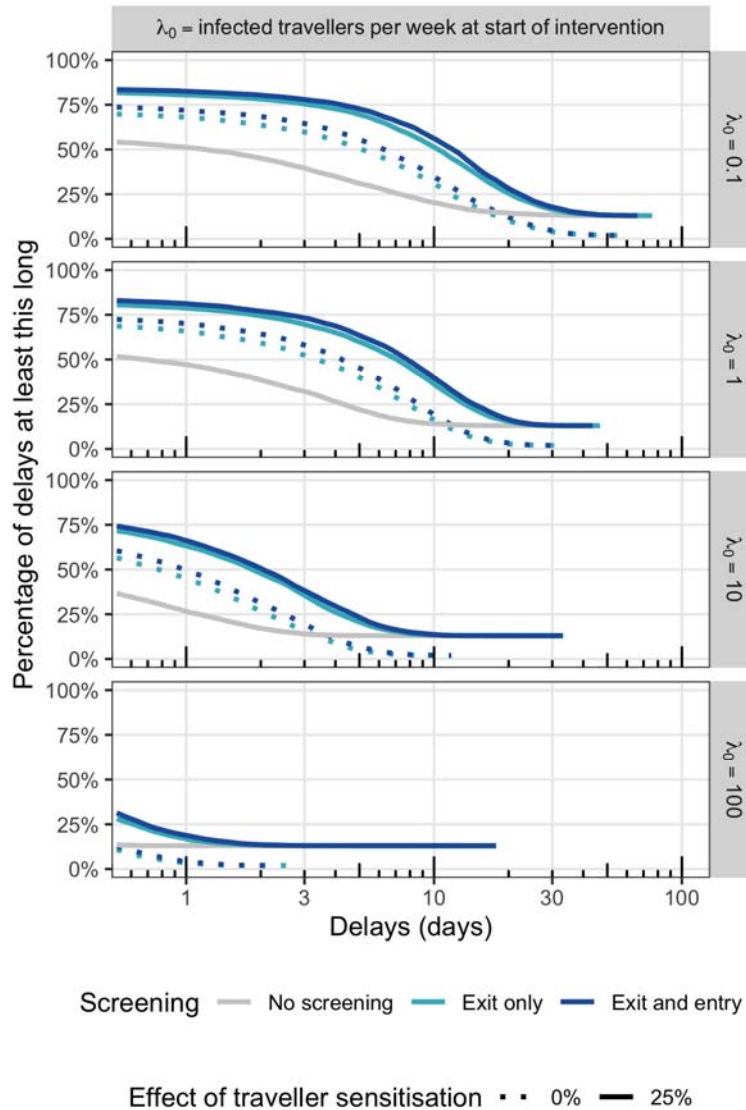 λ₀ = infected travellers per week at start of intervention
Percentage of delays at least this long
100%
75%
50%
25%
0%
λ₀ = 0.1
100%
75%
50%
25%
0%
λ₀ = 1
100%
75%
50%
25%
0%
λ₀ = 10
100%
75%
50%
25%
0%
λ₀ = 100
1 3 10 30 100
Delays (days)
Screening No screening Exit only Exit and entry
Effect of traveller sensitisation 0% 25%